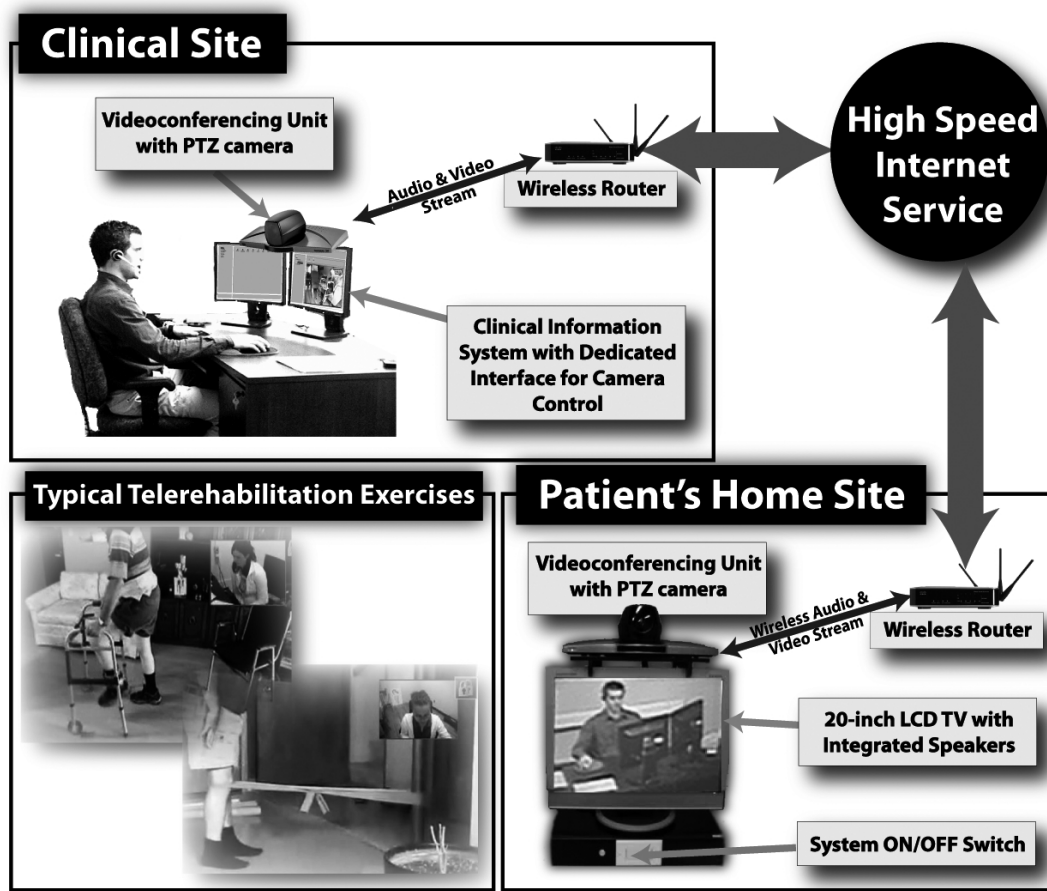 Clinical Site
Videoconferencing Unit
with PTZ camera
Audio & Video
Stream
Wireless Router
High Speed
Internet
Service
Clinical Information
System with Dedicated
Interface for Camera
Control
Typical Telerehabilitation Exercises
Patient's Home Site
Videoconferencing Unit
with PTZ camera
Wireless Audio &
Video Stream
Wireless Router
20-inch LCD TV with
Integrated Speakers
System ON/OFF Switch